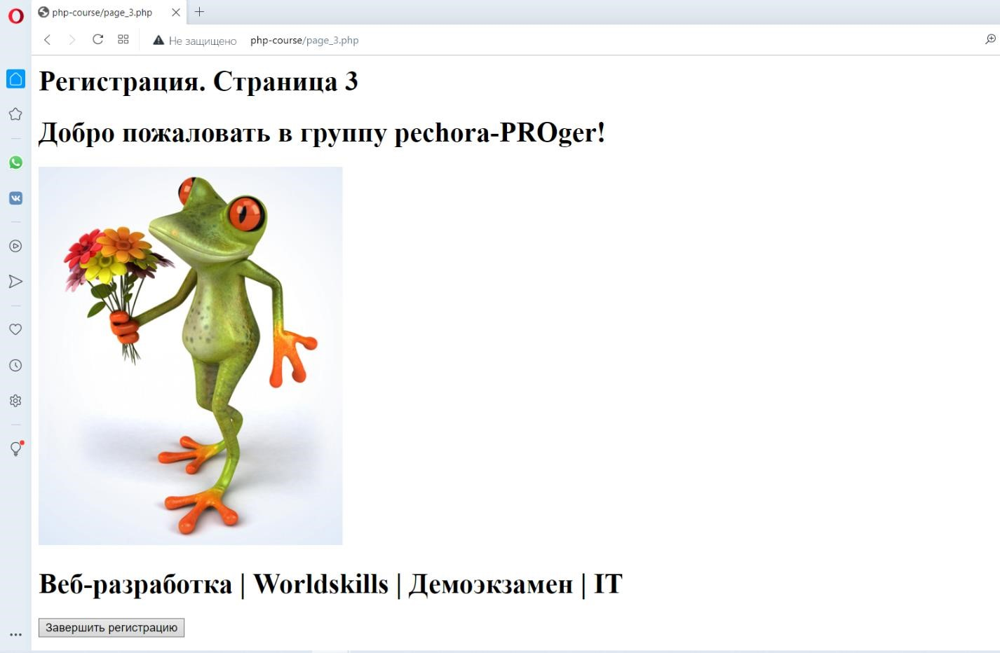 php-course/page_3.php
Не защищено php-course/page_3.php
Регистрация. Страница 3
Добро пожаловать в группу pechora-PROger!
Веб-разработка | Worldskills | Демоэкзамен | IT
Завершить регистрацию